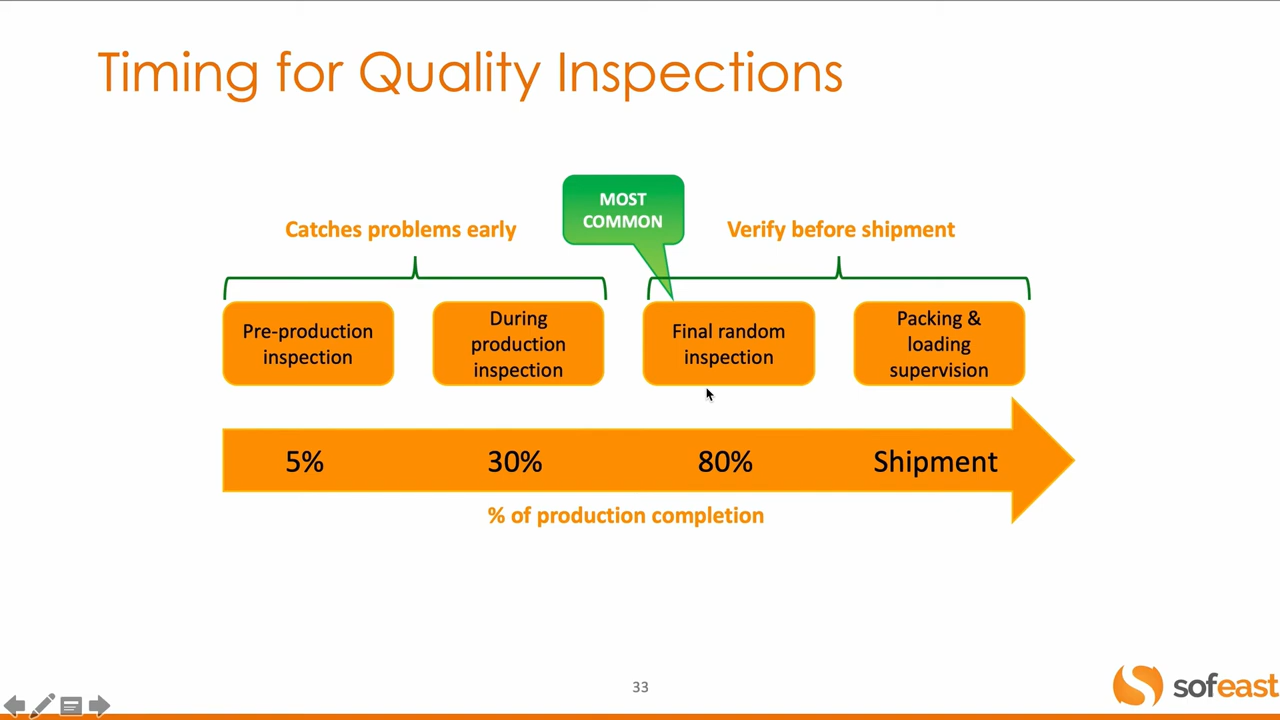 Timing for Quality Inspections
MOST
COMMON
Catches problems early
Verify before shipment
Pre-production
inspection
During
production
inspection
Final random
inspection
Packing &
loading
supervision
5%
30%
80%
Shipment
% of production completion
33
sofeast